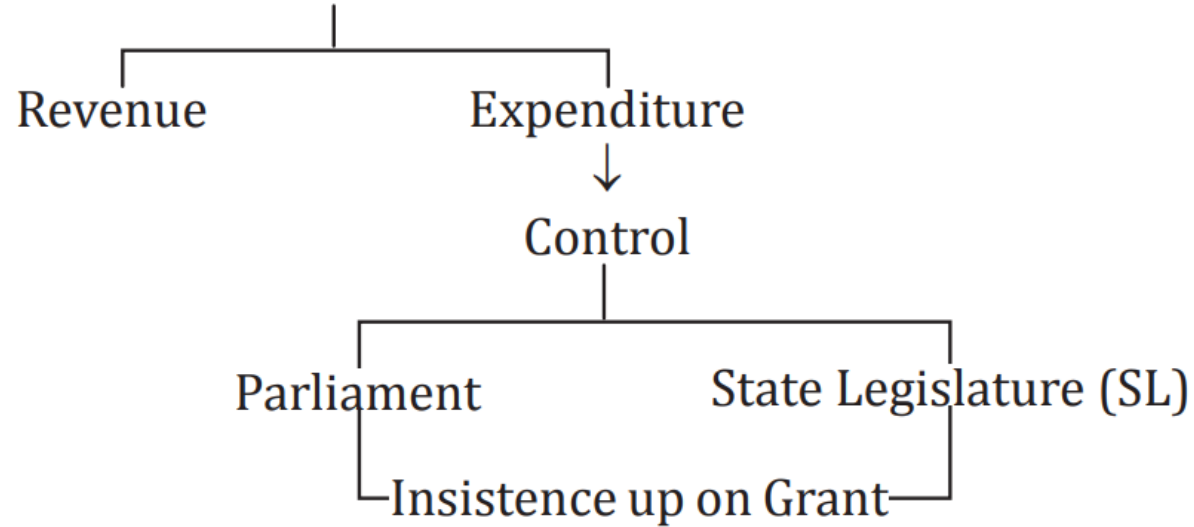 Revenue
Expenditure
Control
Parliament
State Legislature (SL)
Insistence up on Grant